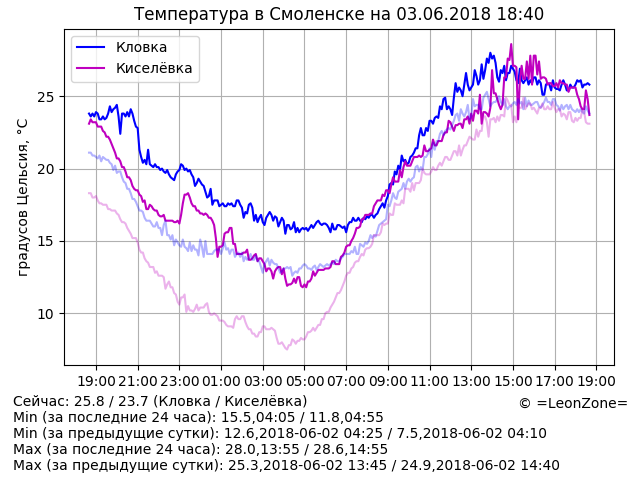 Температура в Смоленске на 03.06.2018 18:40
Кловка
Киселёвка
градусов Цельсия, °C
25
20
15
10
19:00 21:00 23:00 01:00 03:00 05:00 07:00 09:00 11:00 13:00 15:00 17:00 19:00
Сейчас: 25.8 / 23.7 (Кловка / Киселёвка)
© =LeonZone=
Min (за последние 24 часа): 15.5,04:05 / 11.8,04:55
Min (за предыдущие сутки): 12.6,2018-06-02 04:25 / 7.5,2018-06-02 04:10
Max (за последние 24 часа): 28.0,13:55 / 28.6,14:55
Max (за предыдущие сутки): 25.3,2018-06-02 13:45 / 24.9,2018-06-02 14:40